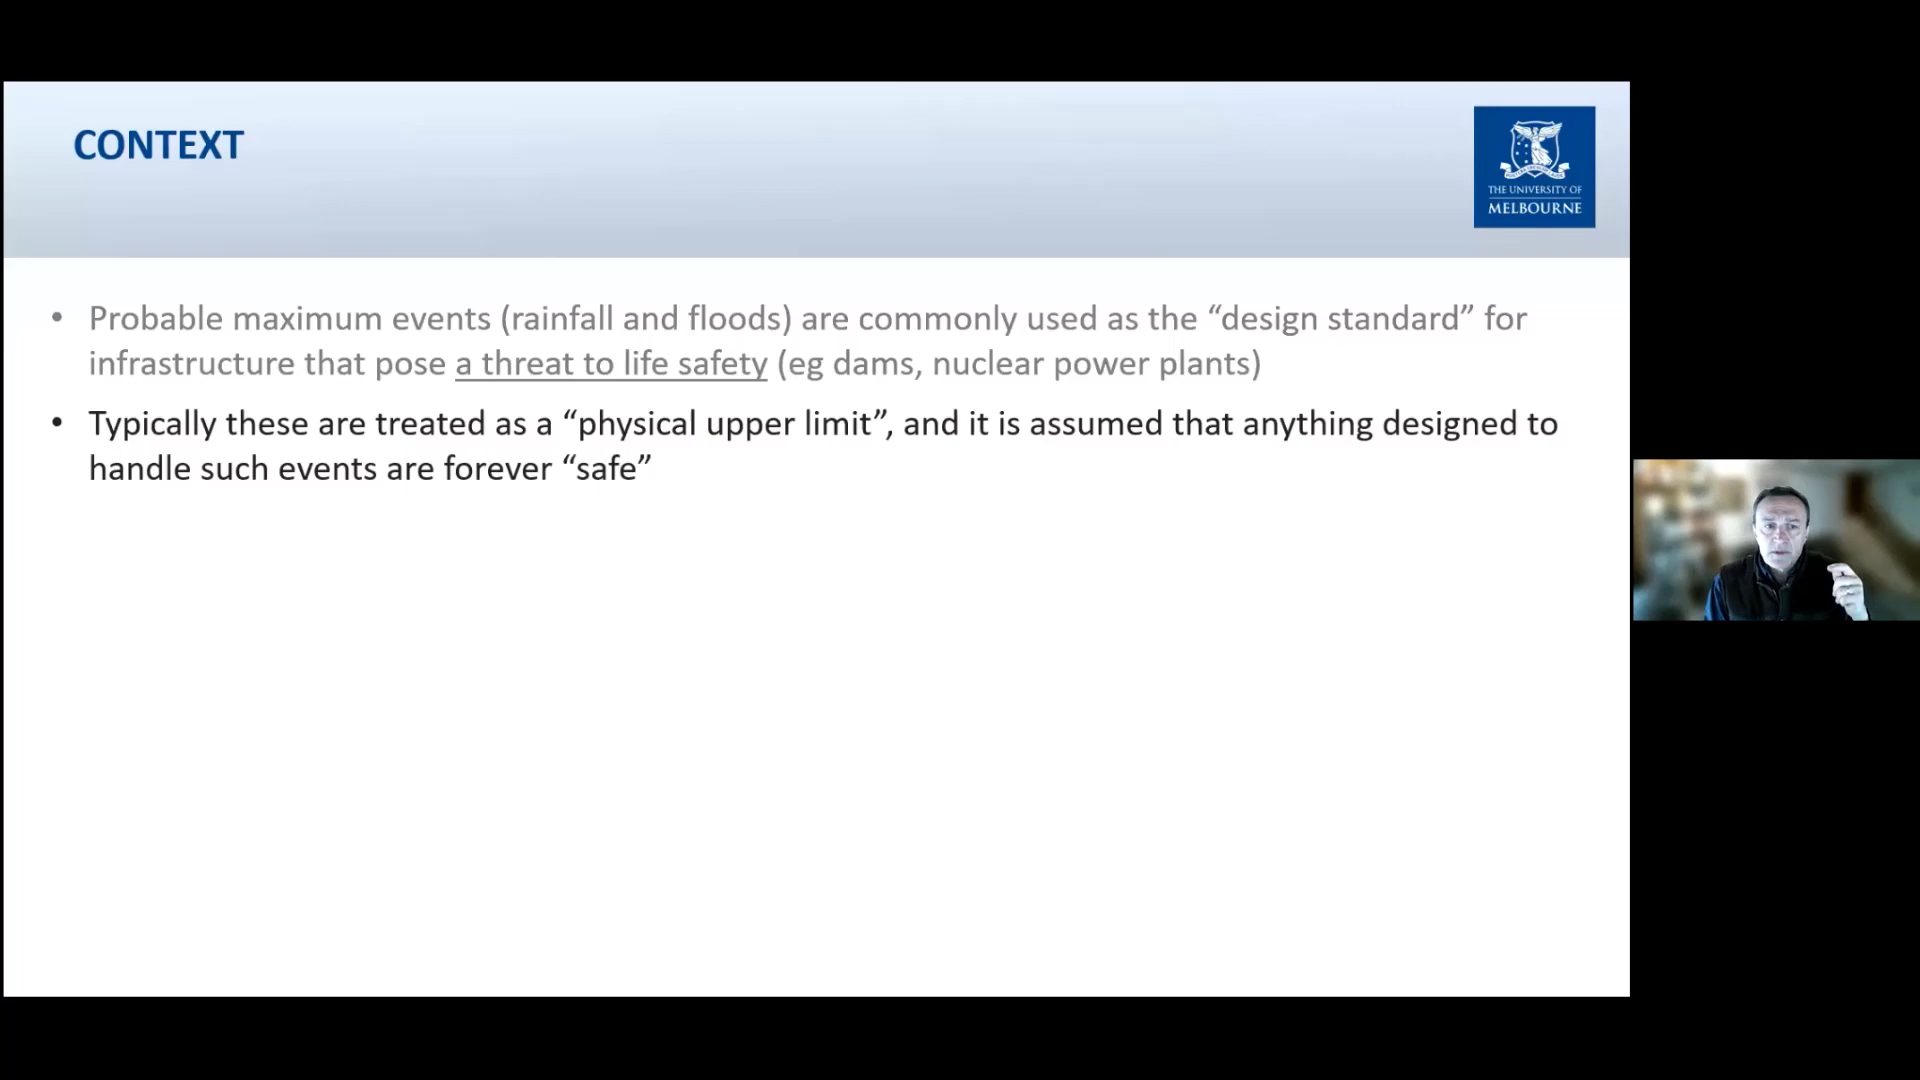 CONTEXT
THE UNIVERSITY OF
MELBOURNE
• Probable maximum events (rainfall and floods) are commonly used as the “design standard” for
infrastructure that pose a threat to life safety (eg dams, nuclear power plants)
• Typically these are treated as a “physical upper limit”, and it is assumed that anything designed to
handle such events are forever “safe”